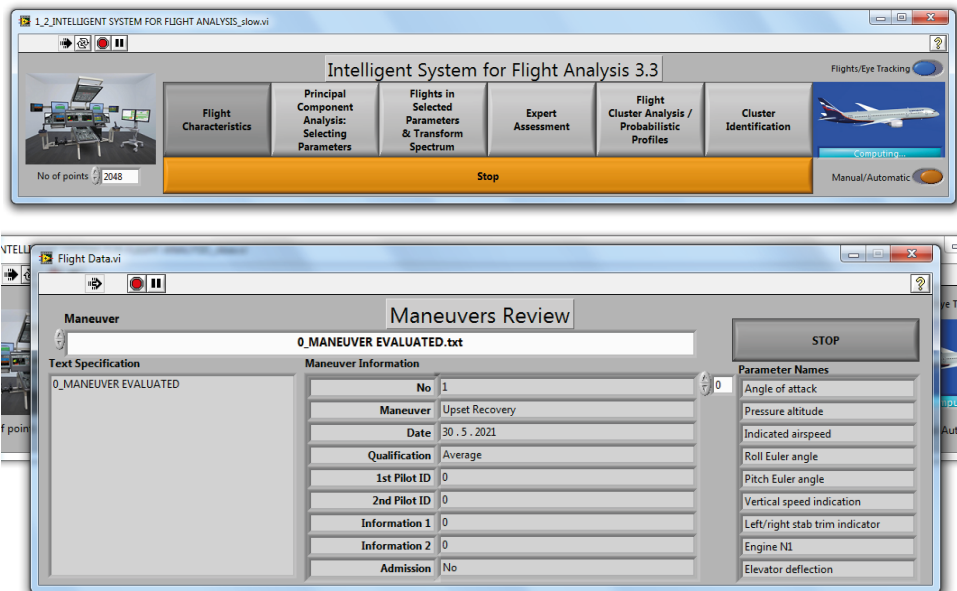 1_2_INTELLIGENT SYSTEM FOR FLIGHT ANALYSIS_slow.vi
Intelligent System for Flight Analysis 3.3
Flights/Eye Tracking
Flight
Characteristics
Principal
Component
Analysis:
Selecting
Parameters
Flights in
Selected
Parameters
& Transform
Spectrum
Expert
Assessment
Flight
Cluster Analysis /
Probabilistic
Profiles
Cluster
Identification
Computing...
No of points 2048
Stop
Manual/Automatic
Flight Data.vi
Maneuvers Review
Maneuver
0_MANEUVER EVALUATED.txt
STOP
Text Specification
0_MANEUVER EVALUATED
Maneuver Information
No 1
Maneuver Upset Recovery
Date 30 . 5 . 2021
Qualification Average
1st Pilot ID 0
2nd Pilot ID 0
Information 1 0
Information 2 0
Admission No
Parameter Names
0 Angle of attack
Pressure altitude
Indicated airspeed
Roll Euler angle
Pitch Euler angle
Vertical speed indication
Left/right stab trim indicator
Engine N1
Elevator deflection